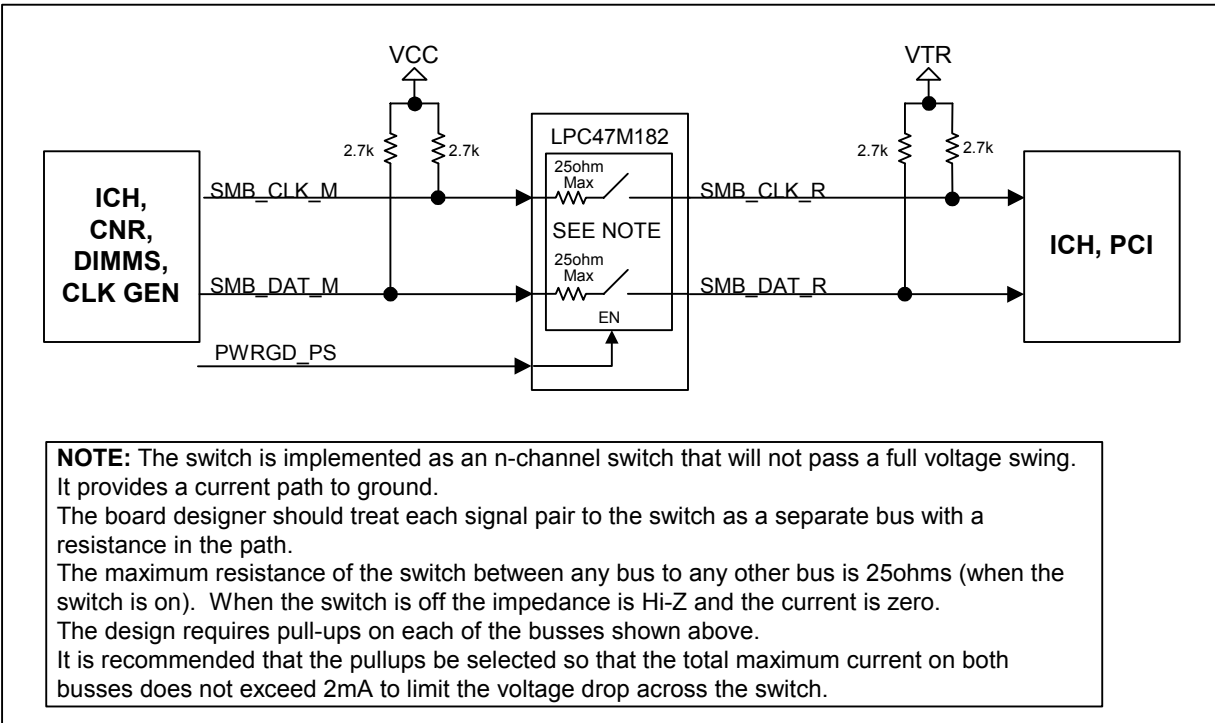 VCC
VTR
LPC47M182
2.7k
2.7k
25ohm
Max
2.7k
2.7k
ICH,
CNR,
DIMMS,
CLK GEN
SMB_CLK_M
SMB_CLK_R
SEE NOTE
ICH, PCI
25ohm
Max
SMB_DAT_M
SMB_DAT_R
EN
PWRGD_PS
NOTE: The switch is implemented as an n-channel switch that will not pass a full voltage swing.
It provides a current path to ground.
The board designer should treat each signal pair to the switch as a separate bus with a
resistance in the path.
The maximum resistance of the switch between any bus to any other bus is 25ohms (when the
switch is on). When the switch is off the impedance is Hi-Z and the current is zero.
The design requires pull-ups on each of the busses shown above.
It is recommended that the pullups be selected so that the total maximum current on both
busses does not exceed 2mA to limit the voltage drop across the switch.